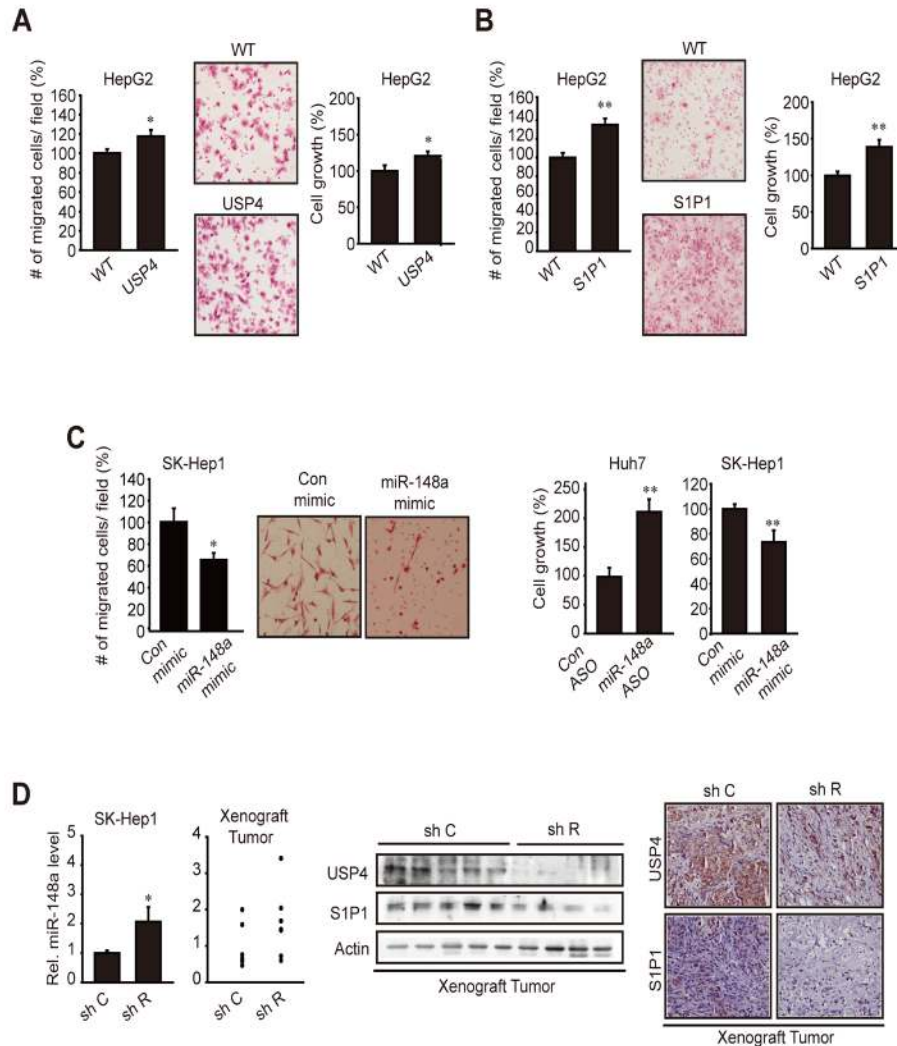 A
HepG2
# of migrated cells/ field (%)
160
140
120
100
80
60
40
20
0
*
WT
USP4
WT
USP4
HepG2
Cell growth (%)
200
150
100
50
0
*
WT
USP4
B
HepG2
# of migrated cells/ field (%)
160
140
120
100
80
60
40
20
0
**
WT
S1P1
WT
S1P1
HepG2
Cell growth (%)
200
150
100
50
0
**
WT
S1P1
C
SK-Hep1
# of migrated cells/ field (%)
140
120
100
80
60
40
20
0
*
Con
mimic
miR-148a
mimic
Con
mimic
miR-148a
mimic
Huh7
Cell growth (%)
250
200
150
100
50
0
**
Con
ASO
miR-148a
ASO
SK-Hep1
120
100
80
60
40
20
0
**
Con
mimic
miR-148a
mimic
D
SK-Hep1
Rel. miR-148a level
5
4
3
2
1
0
*
sh C
sh R
Xenograft
Tumor
4
3
2
1
0
sh C
sh R
sh C
sh R
USP4
S1P1
Actin
Xenograft Tumor
sh C
sh R
USP4
S1P1
Xenograft Tumor